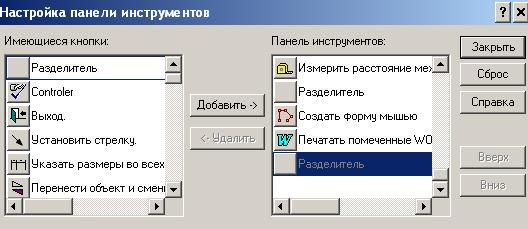 Настройка панели инструментов
Имеющиеся кнопки:
Разделитель
Controler
Выход.
Установить стрелку.
Указать размеры во всех
Перенести объект и смен
Добавить ->
<- Удалить
Панель инструментов:
Измерить расстояние ме
Разделитель
Создать форму мышью
Печатать помеченные WO
Разделитель
Закрыть
Сброс
Справка
Вверх
Вниз